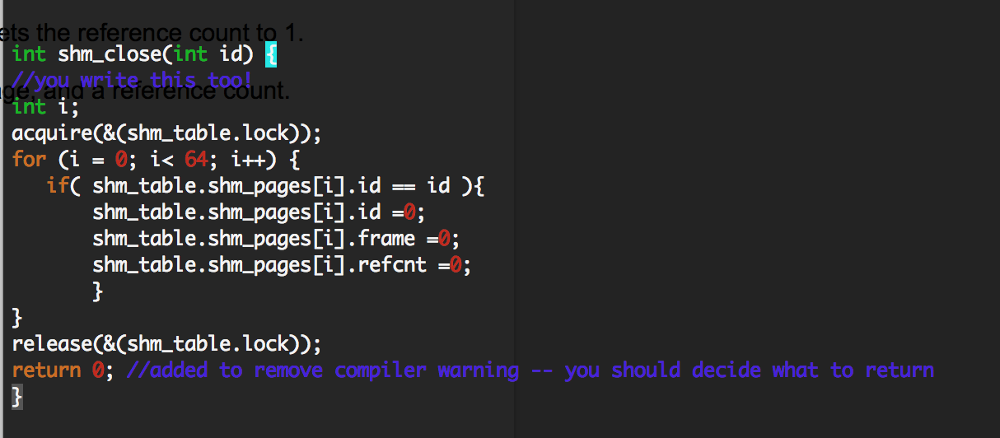 ets the reference count to 1.
int shm_close(int id) {
//you write this too!
ge, and a reference count.
int i;
acquire(&(shm_table.lock));
for (i = 0; i< 64; i++) {
   if( shm_table.shm_pages[i].id == id ){
       shm_table.shm_pages[i].id =0;
       shm_table.shm_pages[i].frame =0;
       shm_table.shm_pages[i].refcnt =0;
       }
}
release(&(shm_table.lock));
return 0; //added to remove compiler warning -- you should decide what to return
}